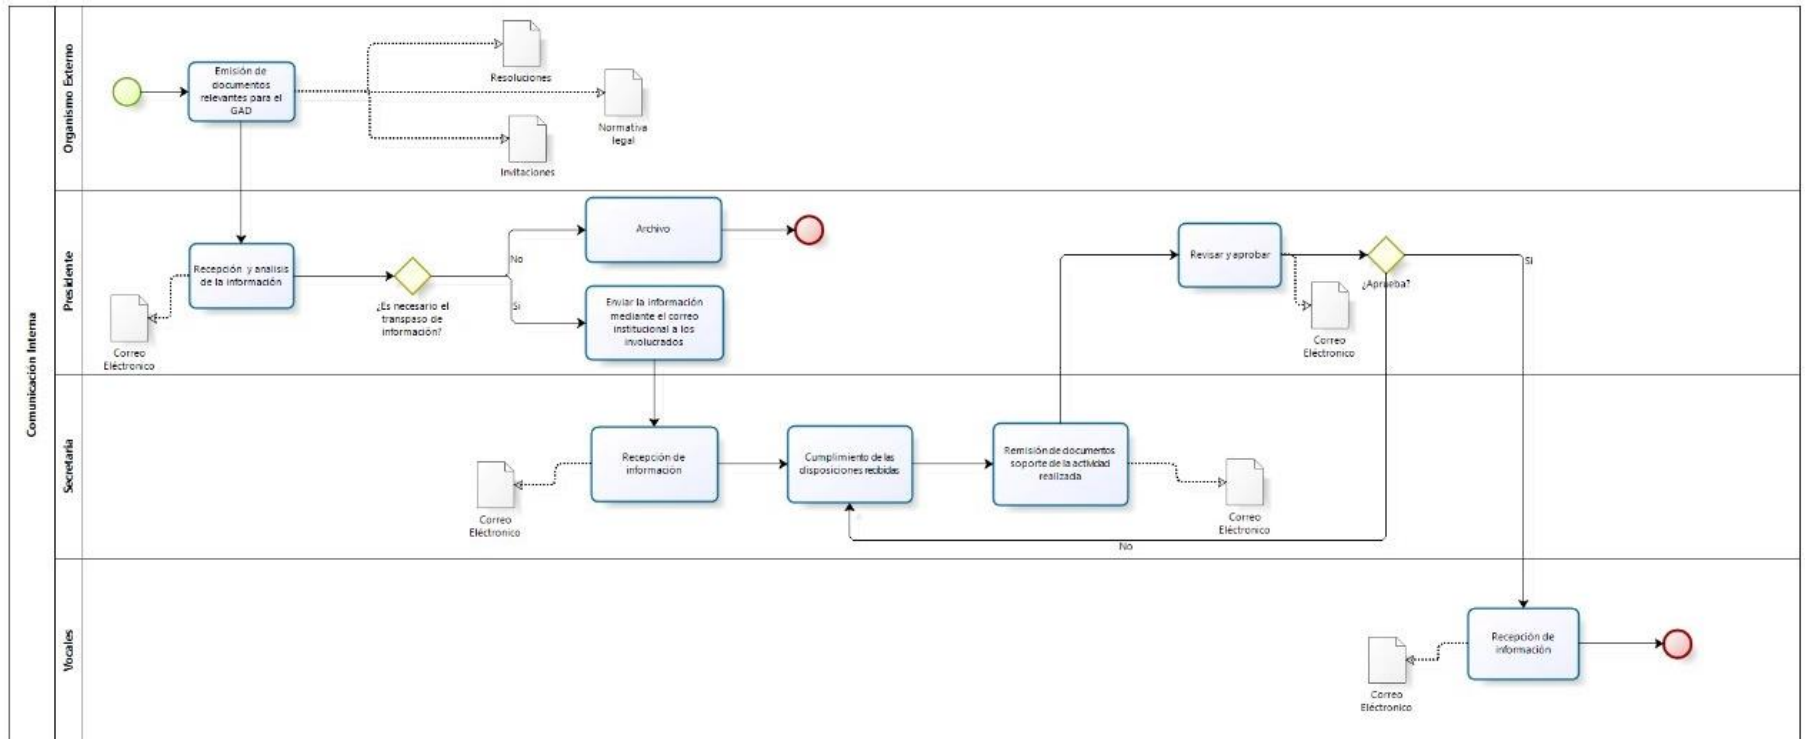 Comunicación Interna
Organismo Externo
Emisión de
documentos
relevantes para el
GAD
Resoluciones
Normativa
legal
Invitaciones
Presidente
Recepción y análisis
de la información
Correo
Eléctronico
¿Es necesario el
transpaso de
información?
No
Si
Archivo
Enviar la información
mediante el correo
institucional a los
involucrados
Revisar y aprobar
Correo
Eléctronico
¿Aprueba?
Si
Secretaria
Recepción de
información
Correo
Eléctronico
Cumplimiento de las
disposiciones recibidas
Remisión de documentos
soporte de la actividad
realizada
Correo
Eléctronico
No
Vocales
Recepción de
información
Correo
Eléctronico